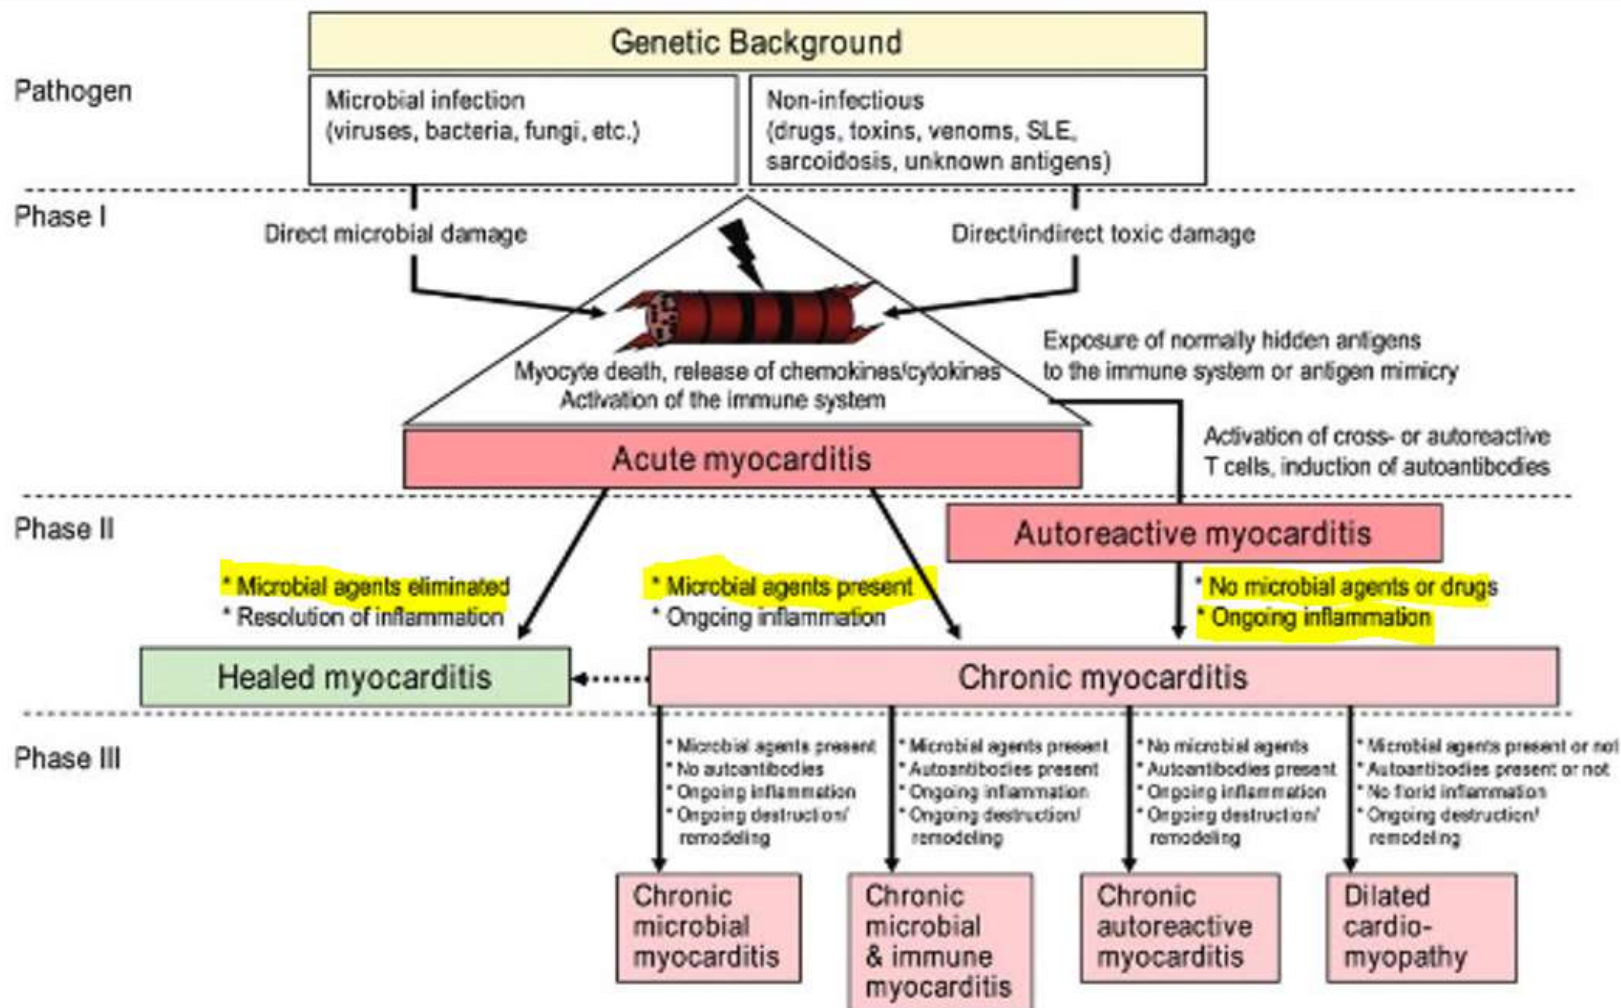 Genetic Background
Pathogen
Microbial infection
(viruses, bacteria, fungi, etc.)
Non-infectious
(drugs, toxins, venoms, SLE,
sarcoidosis, unknown antigens)
Phase I
Direct microbial damage
Direct/indirect toxic damage
Myocyte death, release of chemokines/cytokines
Activation of the immune system
Exposure of normally hidden antigens
to the immune system or antigen mimicry
Activation of cross- or autoreactive
T cells, induction of autoantibodies
Acute myocarditis
Phase II
Autoreactive myocarditis
* Microbial agents eliminated
* Resolution of inflammation
* Microbial agents present
* Ongoing inflammation
* No microbial agents or drugs
* Ongoing inflammation
Healed myocarditis
Chronic myocarditis
Phase III
* Microbial agents present
* No autoantibodies
* Ongoing inflammation
* Ongoing destruction/
remodeling
* Microbial agents present
* Autoantibodies present
* Ongoing inflammation
* Ongoing destruction/
remodeling
* No microbial agents
* Autoantibodies present
* Ongoing inflammation
* Ongoing destruction/
remodeling
* Microbial agents present or not
* Autoantibodies present or not
* No florid inflammation
* Ongoing destruction/
remodeling
Chronic
microbial
myocarditis
Chronic
microbial
& immune
myocarditis
Chronic
autoreactive
myocarditis
Dilated
cardio-
myopathy